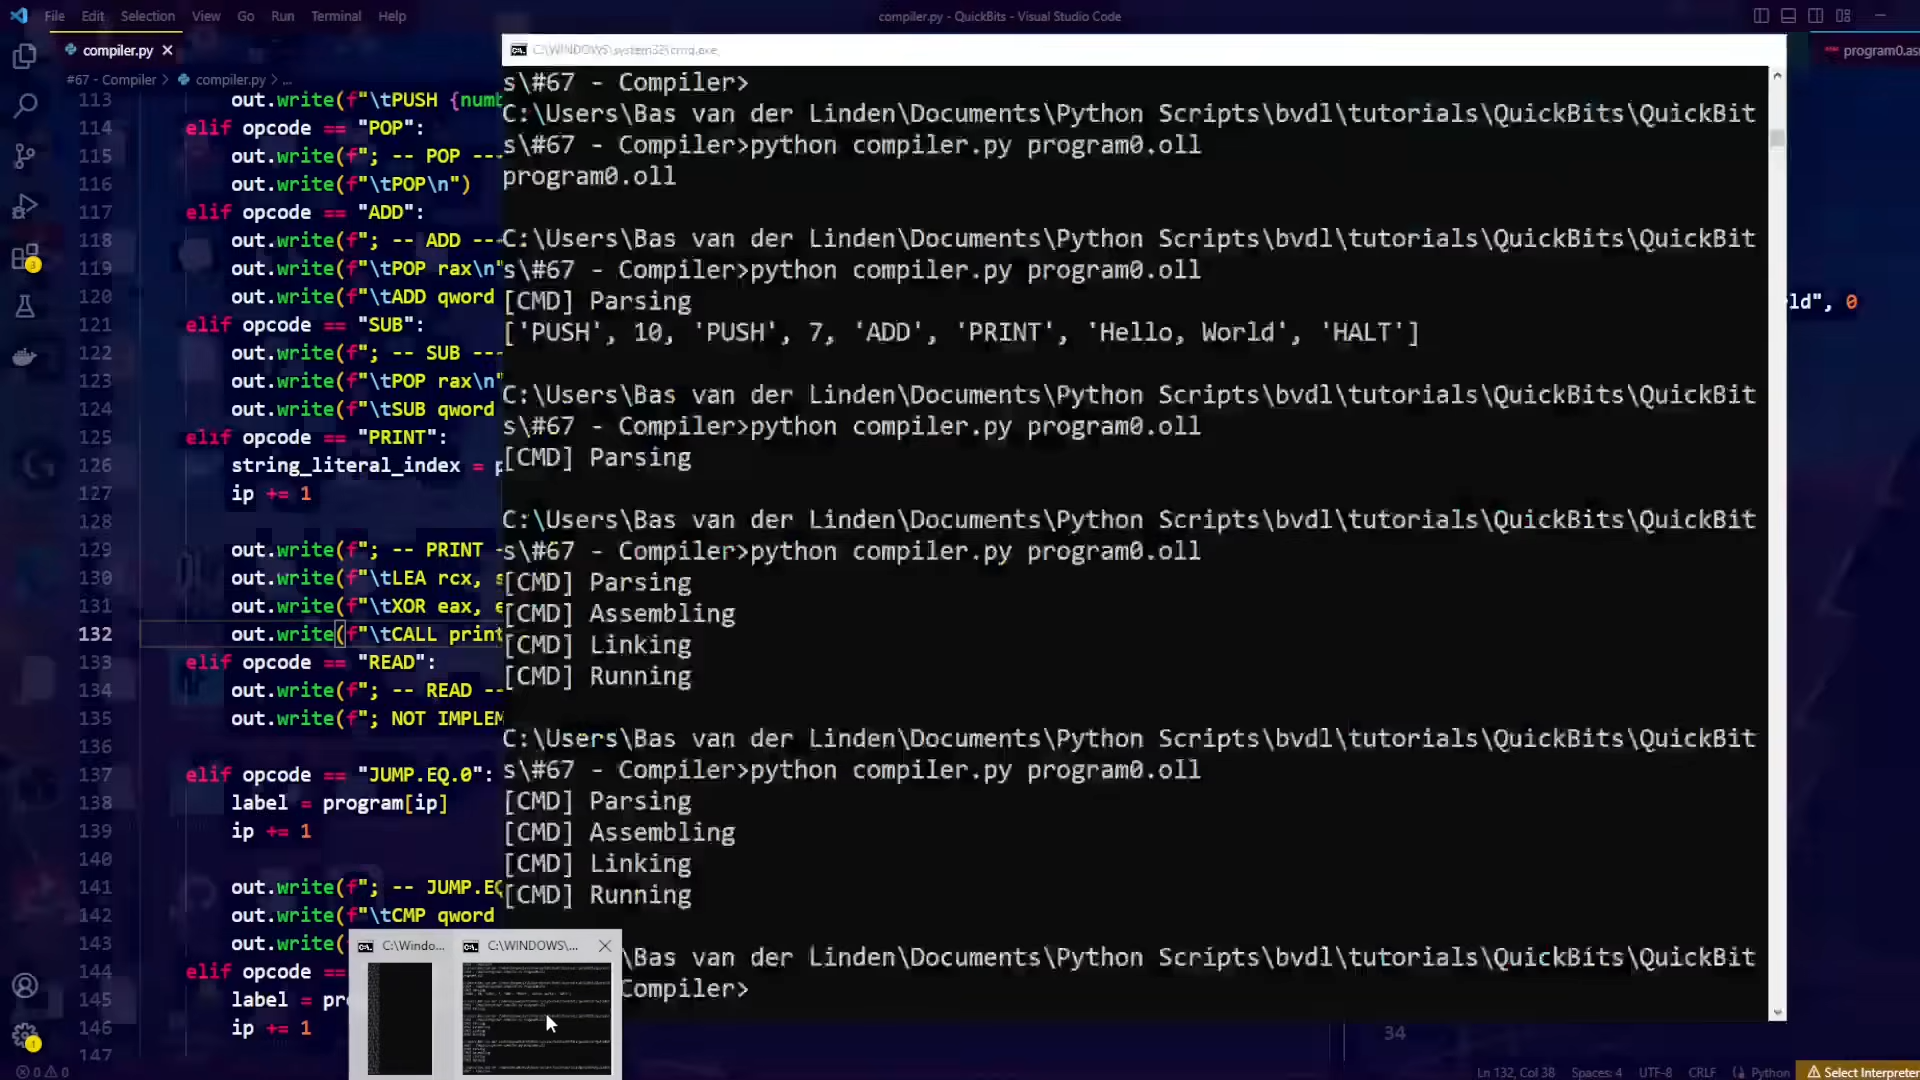 File Edit Selection View Go Run Terminal Help
compiler.py - QuickBits - Visual Studio Code
compiler.py
program0.as
#67 - Compiler > compiler.py > ...
C:\WINDOWS\system32\cmd.exe
113 out.write(f"\tPUSH {numb
114 elif opcode == "POP":
115 out.write(f"; -- POP ---
116 out.write(f"\tPOP\n")
117 elif opcode == "ADD":
118 out.write(f"; -- ADD ---
119 out.write(f"\tPOP rax\n"
120 out.write(f"\tADD qword
121 elif opcode == "SUB":
122 out.write(f"; -- SUB ---
123 out.write(f"\tPOP rax\n"
124 out.write(f"\tSUB qword
125 elif opcode == "PRINT":
126 string_literal_index = p
127 ip += 1
128
129 out.write(f"; -- PRINT -
130 out.write(f"\tLEA rcx, s
131 out.write(f"\tXOR eax, e
132 out.write(f"\tCALL print
133 elif opcode == "READ":
134 out.write(f"; -- READ --
135 out.write(f"; NOT IMPLEM
136
137 elif opcode == "JUMP.EQ.0":
138 label = program[ip]
139 ip += 1
140
141 out.write(f"; -- JUMP.EQ
142 out.write(f"\tCMP qword
143 out.write(
144 elif opcode ==
145 label = pro
146 ip += 1
147
s\#67 - Compiler>
C:\Users\Bas van der Linden\Documents\Python Scripts\bvdl\tutorials\QuickBits\QuickBit
s\#67 - Compiler>python compiler.py program0.oll
program0.oll
C:\Users\Bas van der Linden\Documents\Python Scripts\bvdl\tutorials\QuickBits\QuickBit
s\#67 - Compiler>python compiler.py program0.oll
[CMD] Parsing
['PUSH', 10, 'PUSH', 7, 'ADD', 'PRINT', 'Hello, World', 'HALT']
C:\Users\Bas van der Linden\Documents\Python Scripts\bvdl\tutorials\QuickBits\QuickBit
s\#67 - Compiler>python compiler.py program0.oll
[CMD] Parsing
C:\Users\Bas van der Linden\Documents\Python Scripts\bvdl\tutorials\QuickBits\QuickBit
s\#67 - Compiler>python compiler.py program0.oll
[CMD] Parsing
[CMD] Assembling
[CMD] Linking
[CMD] Running
C:\Users\Bas van der Linden\Documents\Python Scripts\bvdl\tutorials\QuickBits\QuickBit
s\#67 - Compiler>python compiler.py program0.oll
[CMD] Parsing
[CMD] Assembling
[CMD] Linking
[CMD] Running
\Bas van der Linden\Documents\Python Scripts\bvdl\tutorials\QuickBits\QuickBit
Compiler>
ld", 0
34
C:\Windo... C:\WINDOWS\...
0 0 Ln 132, Col 38 Spaces: 4 UTF-8 CRLF Python Select Interpreter